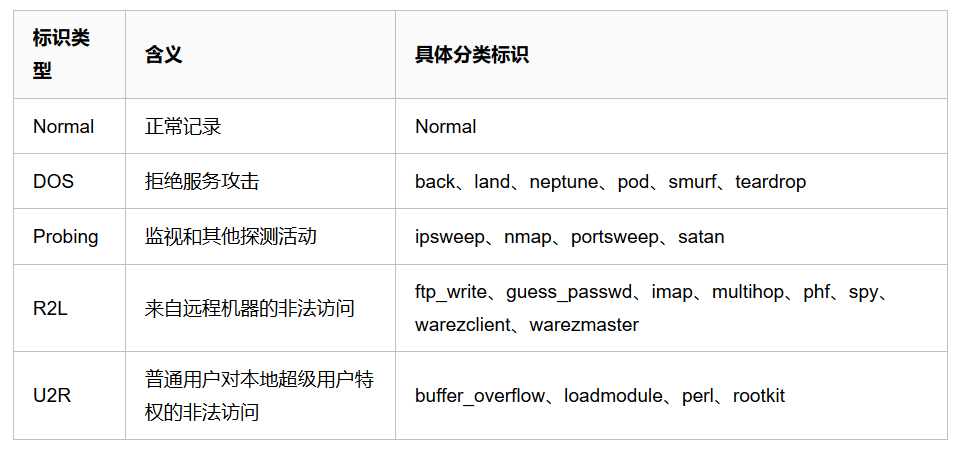 标识类
型
含义
具体分类标识
Normal
正常记录
Normal
DOS
拒绝服务攻击
back、land、neptune、pod、smurf、teardrop
Probing
监视和其他探测活动
ipsweep、nmap、portsweep、satan
R2L
来自远程机器的非法访问
ftp_write、guess_passwd、imap、multihop、phf、spy、
warezclient、warezmaster
U2R
普通用户对本地超级用户特
权的非法访问
buffer_overflow、loadmodule、perl、rootkit